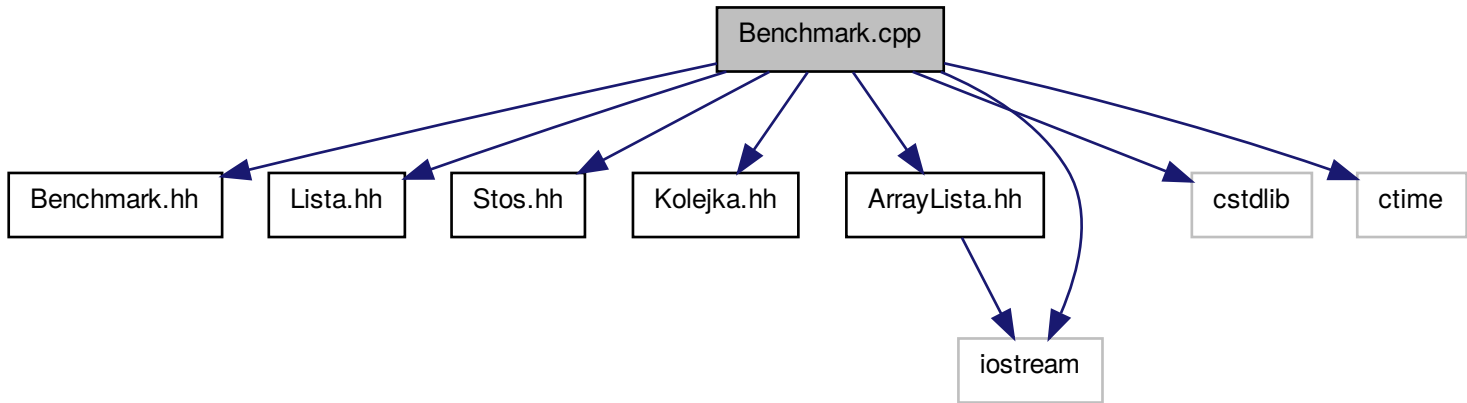 Benchmark.cpp
Benchmark.hh
Lista.hh
Stos.hh
Kolejka.hh
ArrayLista.hh
cstdlib
ctime
iostream